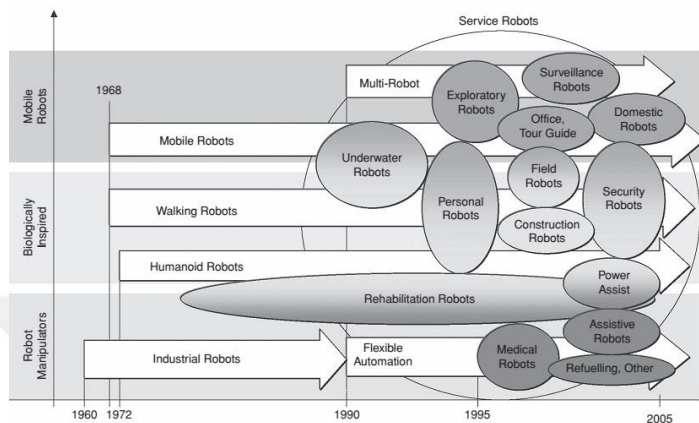 Service Robots
Mobile
Robots
1968
Multi-Robot
Surveillance
Robots
Exploratory
Robots
Office,
Tour Guide
Domestic
Robots
Mobile Robots
Underwater
Robots
Biologically
Inspired
Field
Robots
Personal
Robots
Security
Robots
Walking Robots
Construction
Robots
Humanoid Robots
Power
Assist
Rehabilitation Robots
Robot
Manipulators
Assistive
Robots
Industrial Robots
Flexible
Automation
Medical
Robots
Refuelling, Other
1960
1972
1990
1995
2005